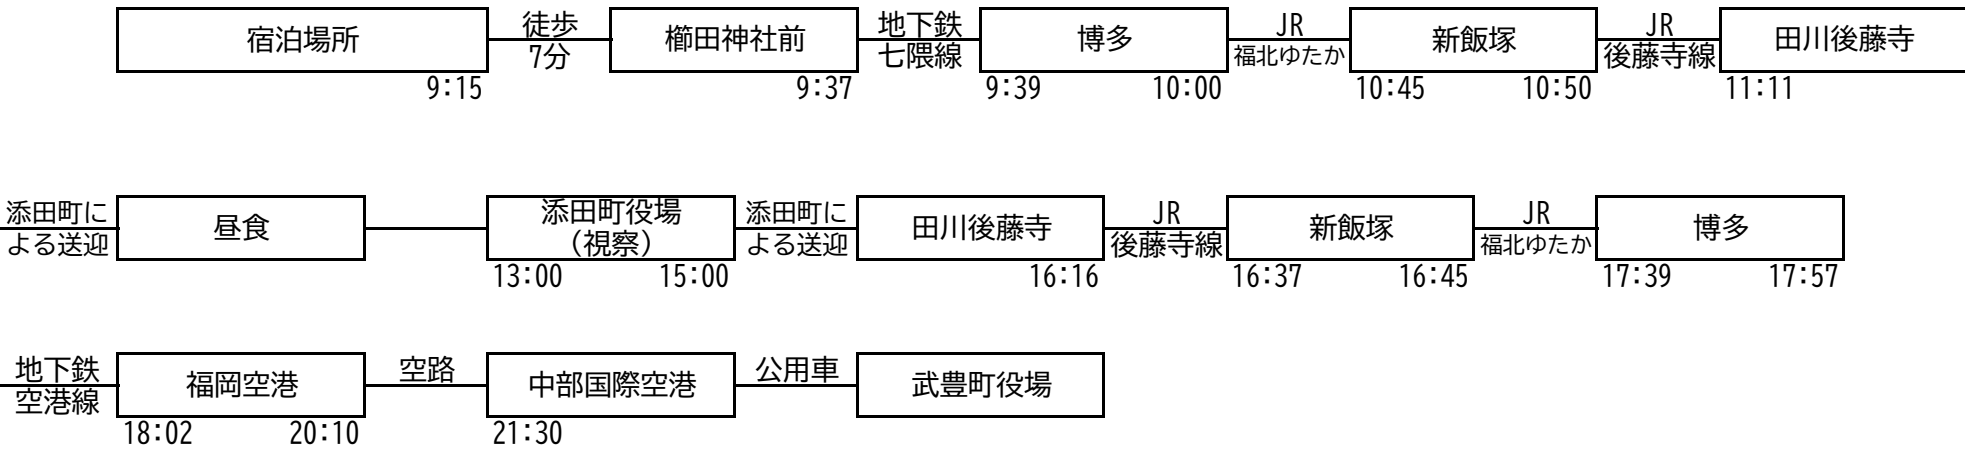 宿泊場所
徒歩
7分
櫛田神社前
地下鉄
七隈線
博多
JR
福北ゆたか
新飯塚
JR
後藤寺線
田川後藤寺
9:15
9:37
9:39
10:00
10:45
10:50
11:11
添田町に
よる送迎
昼食
添田町役場
(視察)
添田町に
よる送迎
田川後藤寺
JR
後藤寺線
新飯塚
JR
福北ゆたか
博多
13:00
15:00
16:16
16:37
16:45
17:39
17:57
地下鉄
空港線
福岡空港
空路
中部国際空港
公用車
武豊町役場
18:02
20:10
21:30